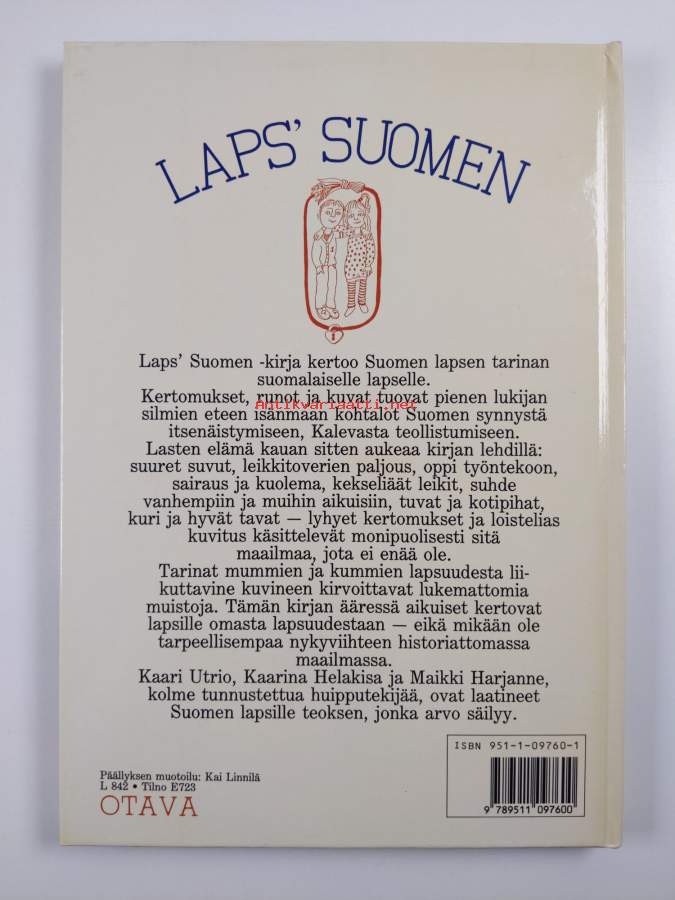 LAPS' SUOMEN
Laps' Suomen -kirja kertoo Suomen lapsen tarinan
suomalaiselle lapselle.
Kertomukset, runot ja kuvat tuovat pienen lukijan
antikvariaatti.net
silmien eteen isänmaan kohtalot Suomen synnystä
itsenäistymiseen, Kalevasta teollistumiseen.
Lasten elämä kauan sitten aukeaa kirjan lehdillä:
suuret suvut, leikkitoverien paljous, oppi työntekoon,
sairaus ja kuolema, kekseliäät leikit, suhde
vanhempiin ja muihin aikuisiin, tuvat ja kotipihat,
kuri ja hyvät tavat — lyhyet kertomukset ja loistelias
kuvitus käsittelevät monipuolisesti sitä
maailmaa, jota ei enää ole.
Tarinat mummien ja kummien lapsuudesta lii-
kuttavine kuvineen kirvoittavat lukemattomia
muistoja. Tämän kirjan ääressä aikuiset kertovat
lapsille omasta lapsuudestaan — eikä mikään ole
tarpeellisempaa nykyviihteen historiattomassa
maailmassa.
Kaari Utrio, Kaarina Helakisa ja Maikki Harjanne,
kolme tunnustettua huipputekijää, ovat laatineet
Suomen lapsille teoksen, jonka arvo säilyy.
ISBN 951-1-09760-1
9 789511 097600
Päällyksen muotoilu: Kai Linnilä
L 842 • Tilno E723
OTAVA